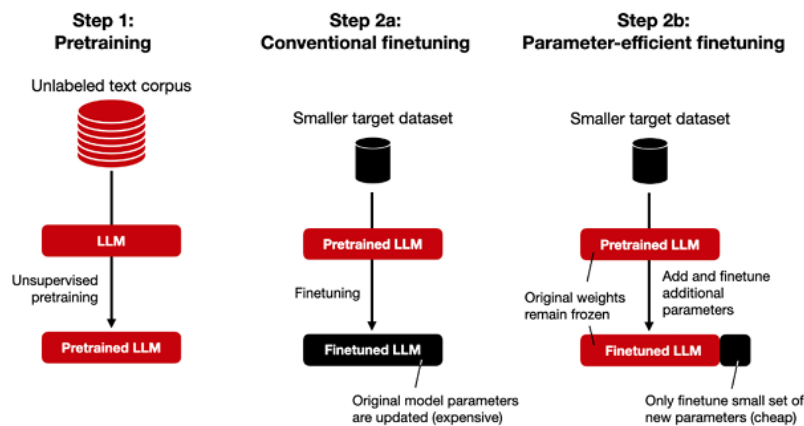 Step 1:
Pretraining
Unlabeled text corpus
LLM
Unsupervised
pretraining
Pretrained LLM
Step 2a:
Conventional finetuning
Smaller target dataset
Pretrained LLM
Finetuning
Finetuned LLM
Original model parameters
are updated (expensive)
Step 2b:
Parameter-efficient finetuning
Smaller target dataset
Pretrained LLM
Original weights
remain frozen
Add and finetune
additional
parameters
Finetuned LLM
Only finetune small set of
new parameters (cheap)